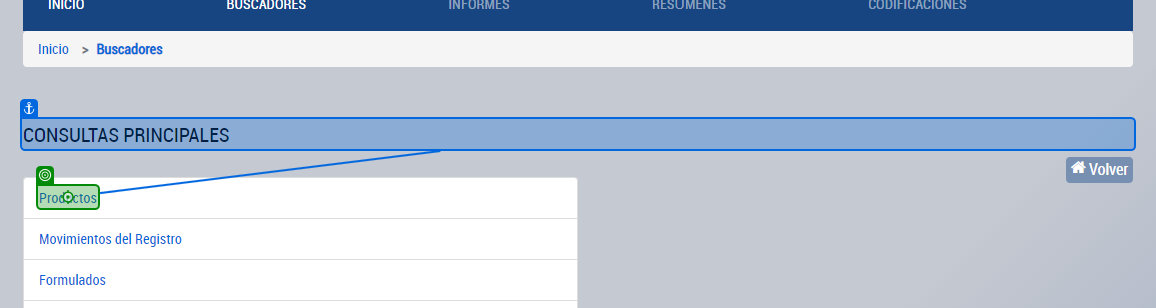 INICIO BUSCADORES INFORMES RESÚMENES CODIFICACIONES
Inicio > Buscadores
CONSULTAS PRINCIPALES
Volver
Productos
Movimientos del Registro
Formulados